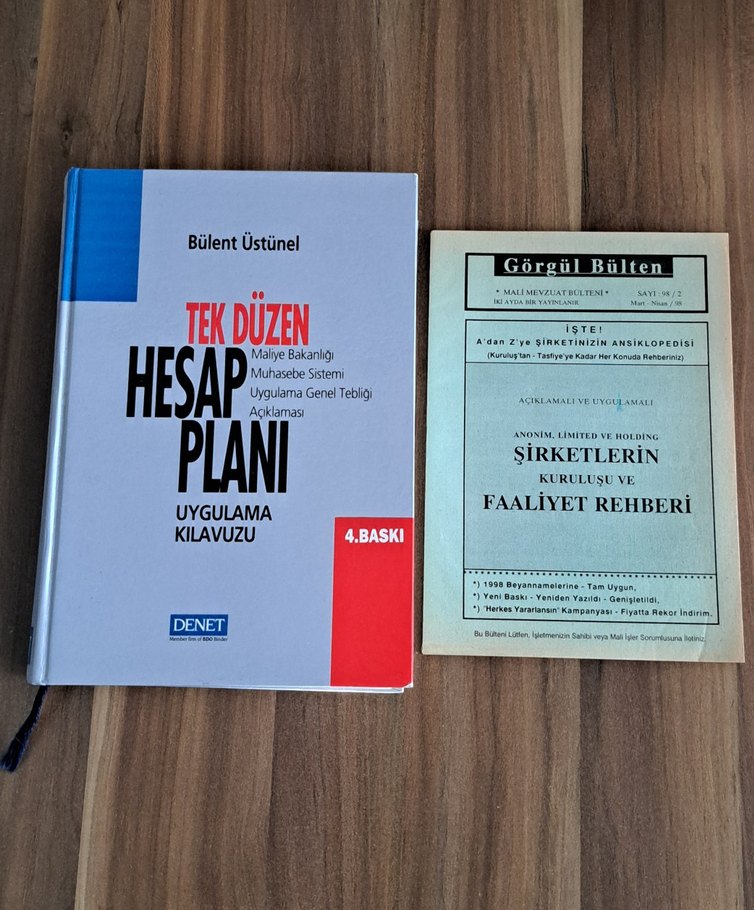 Bülent Üstünel
TEK DÜZEN
HESAP
PLANI
Maliye Bakanlığı
Muhasebe Sistemi
Uygulama Genel Tebliği
Açıklaması
UYGULAMA
KILAVUZU
4.BASKI
DENET
Member firm of BDO Binder
Görgül Bülten
* MALİ MEVZUAT BÜLTENİ * SAYI : 98 / 2
İKİ AYDA BİR YAYINLANIR Mart - Nisan / 98
İŞTE!
A'dan Z'ye ŞİRKETİNİZİN ANSİKLOPEDİSİ
(Kuruluş'tan - Tasfiye'ye Kadar Her Konuda Rehberiniz)
AÇIKLAMALI VE UYGULAMALI
ANONİM, LİMİTED VE HOLDİNG
ŞİRKETLERİN
KURULUŞU VE
FAALİYET REHBERİ
*) 1998 Beyannamelerine - Tam Uygun,
*) Yeni Baskı - Yeniden Yazıldı - Genişletildi,
*) 'Herkes Yararlansın' Kampanyası - Fiyatta Rekor İndirim.
Bu Bülteni Lütfen, İşletmenizin Sahibi veya Mali İşler Sorumlusuna İletiniz.